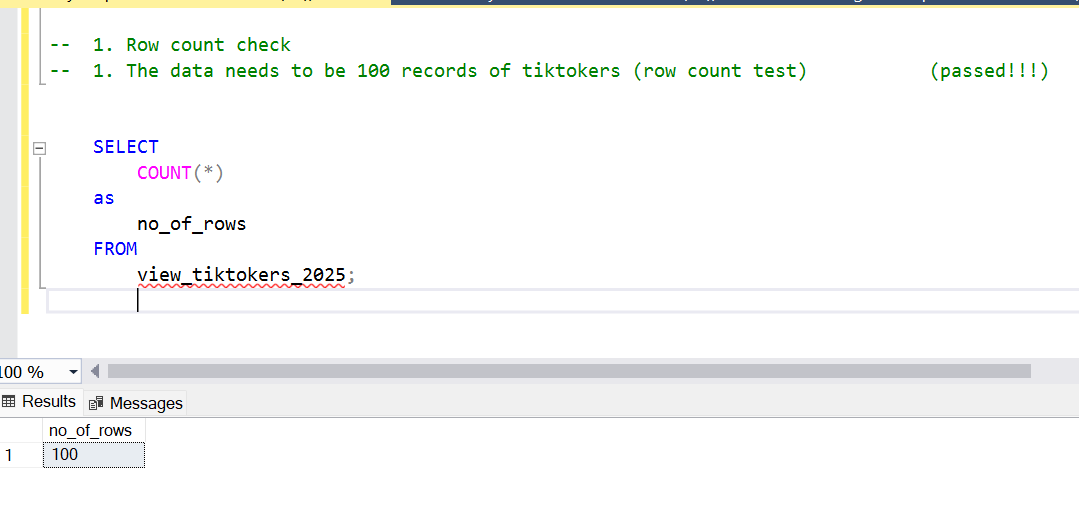 -- 1. Row count check
-- 1. The data needs to be 100 records of tiktokers (row count test) (passed!!!)
SELECT
COUNT(*)
as
no_of_rows
FROM
view_tiktokers_2025;
100 %
Results Messages
no_of_rows
1 100